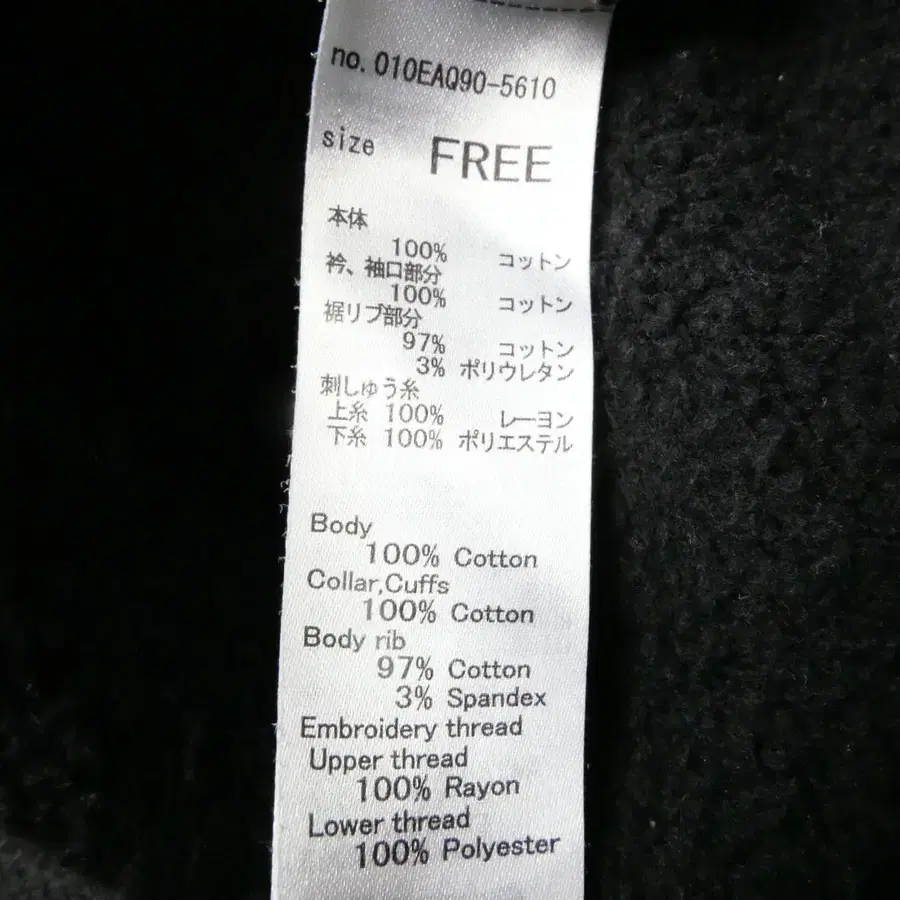 no. 010EAQ90-5610
size FREE
本体
100% コットン
衿、袖口部分
100% コットン
裾リブ部分
97% コットン
3% ポリウレタン
刺しゅう糸
上糸 100% レーヨン
下糸 100% ポリエステル
Body
100% Cotton
Collar,Cuffs
100% Cotton
Body rib
97% Cotton
3% Spandex
Embroidery thread
Upper thread
100% Rayon
Lower thread
100% Polyester